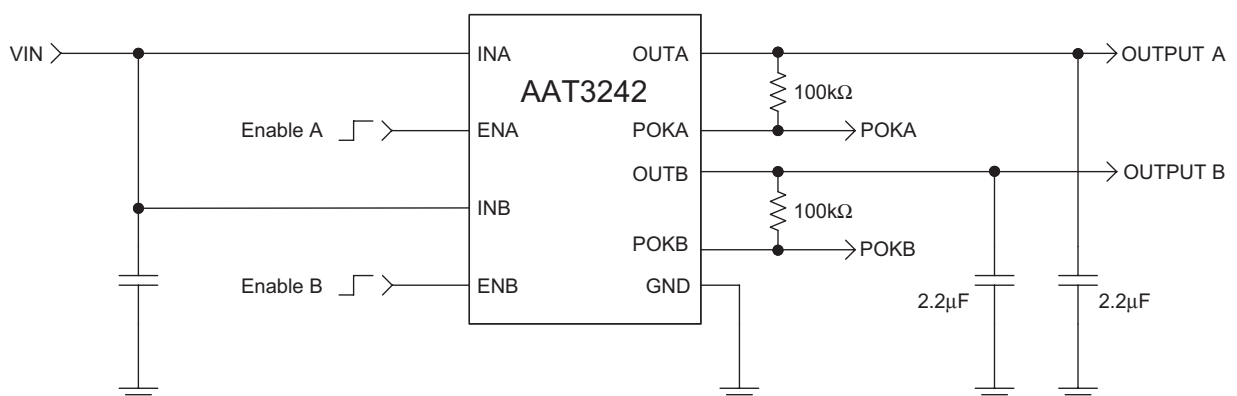 VIN
INA
OUTA
OUTPUT A
AAT3242
100kΩ
Enable A
ENA
POKA
POKA
OUTB
OUTPUT B
INB
100kΩ
POKB
POKB
Enable B
ENB
GND
2.2μF
2.2μF